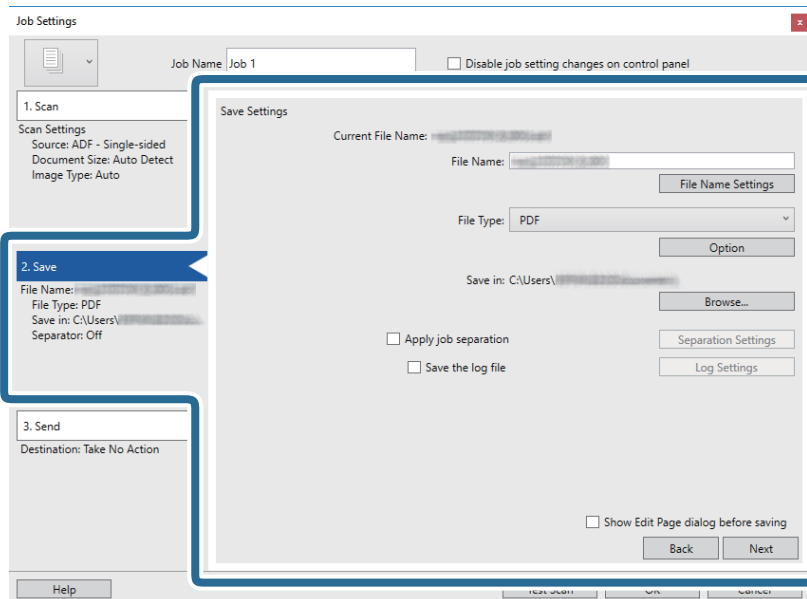 Job Settings
Job Name Job 1
Disable job setting changes on control panel
1. Scan
Scan Settings
Source: ADF - Single-sided
Document Size: Auto Detect
Image Type: Auto
2. Save
File Name:
File Type: PDF
Save in: C:\Users\
Separator: Off
3. Send
Destination: Take No Action
Save Settings
Current File Name:
File Name:
File Name Settings
File Type: PDF
Option
Save in: C:\Users\
Browse...
Apply job separation
Separation Settings
Save the log file
Log Settings
Show Edit Page dialog before saving
Back
Next
Help
Test Scan
OK
Cancel